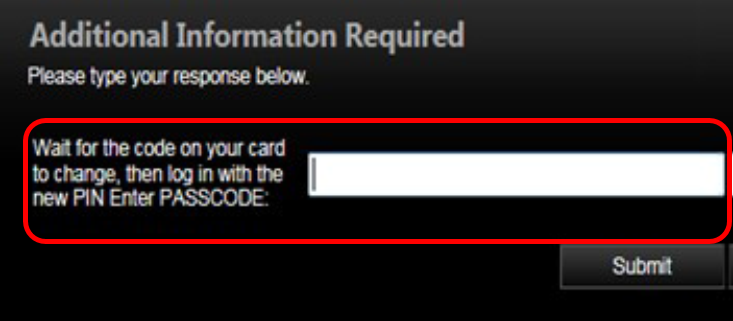 Additional Information Required
Please type your response below.
Wait for the code on your card
to change, then log in with the
new PIN Enter PASSCODE:
Submit